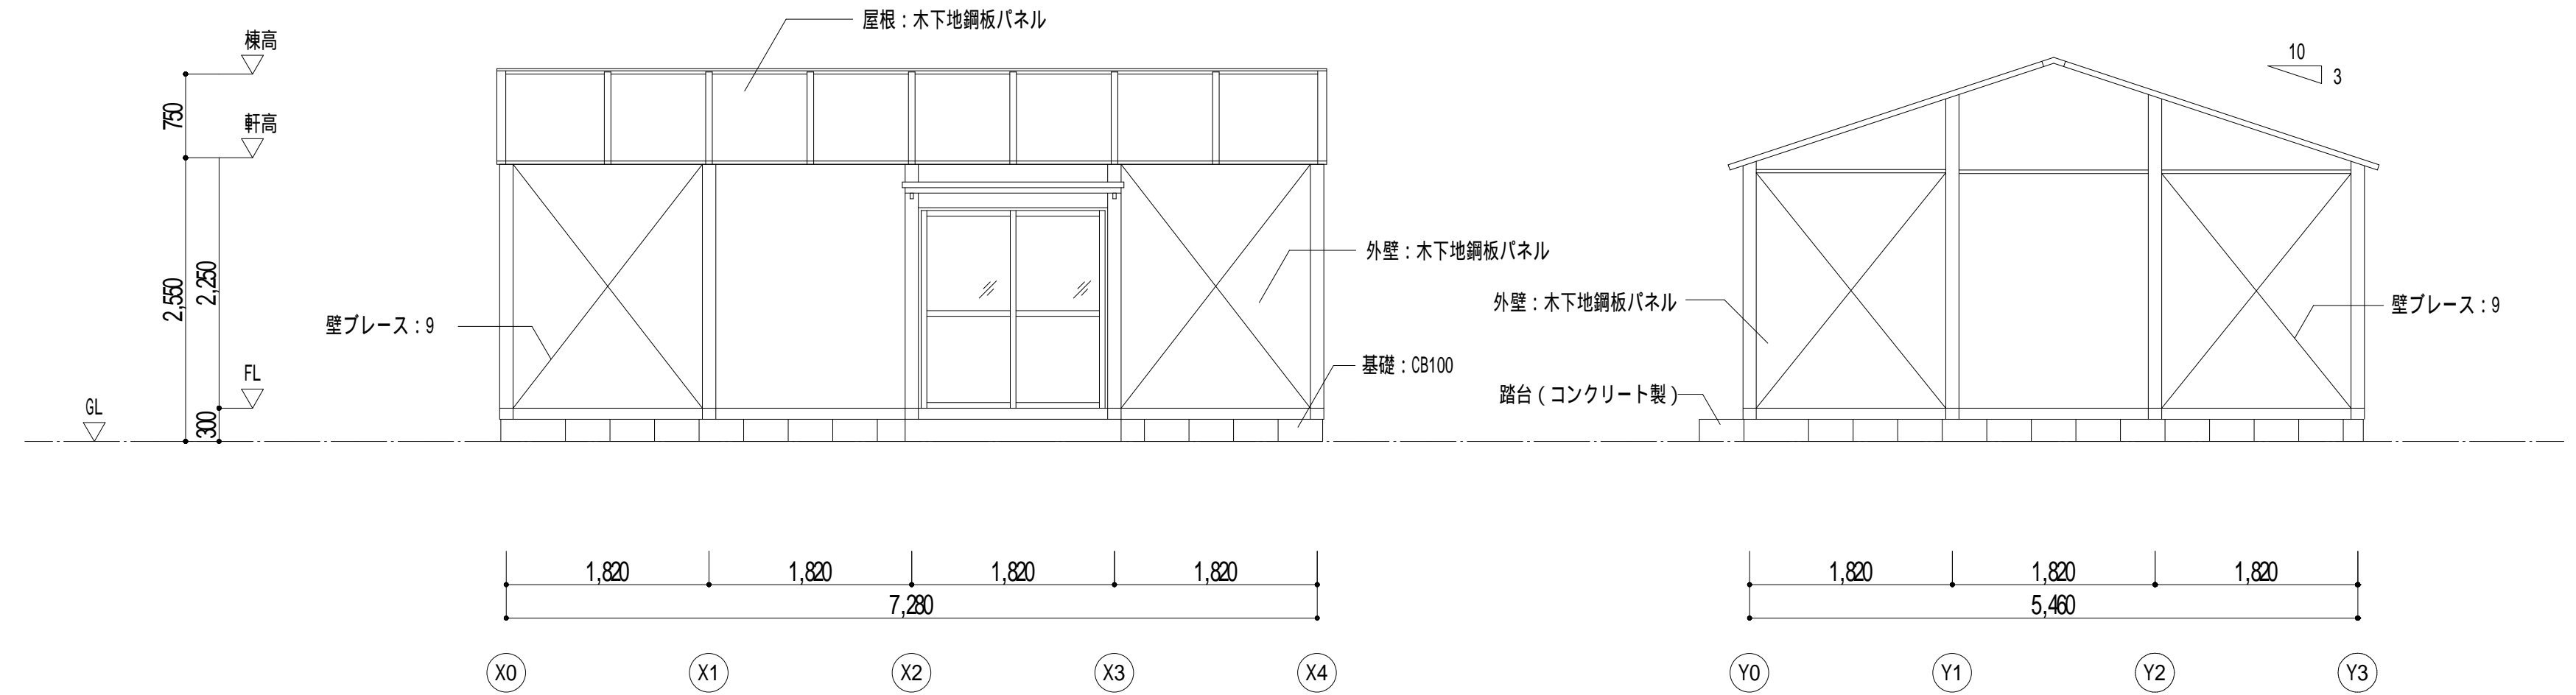 屋根：木下地鋼板パネル
棟高
10
3
750
軒高
2,550
2,250
外壁：木下地鋼板パネル
外壁：木下地鋼板パネル
壁ブレース：9
壁ブレース：9
基礎：CB100
FL
踏台（コンクリート製）
GL
300
1,820
1,820
1,820
1,820
7,280
1,820
1,820
1,820
5,460
X0
X1
X2
X3
X4
Y0
Y1
Y2
Y3